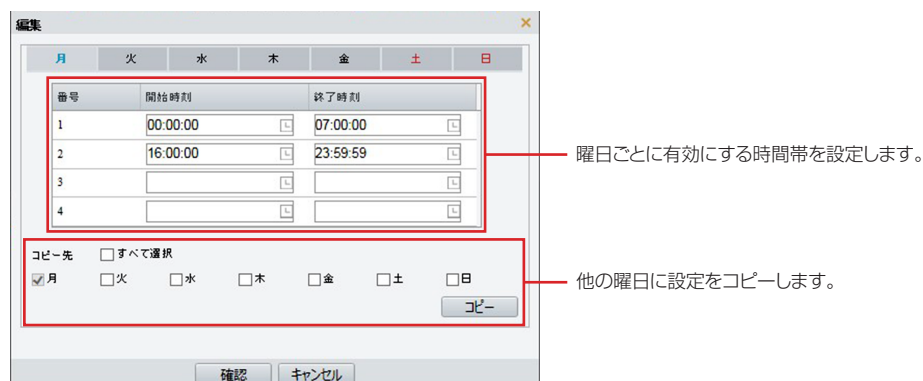 編集
月 火 水 木 金 土 日
番号 開始時刻 終了時刻
1 00:00:00 07:00:00
2 16:00:00 23:59:59
3
4
曜日ごとに有効にする時間帯を設定します。
コピー先 すべて選択
月 火 水 木 金 土 日
他の曜日に設定をコピーします。
コピー
確認 キャンセル